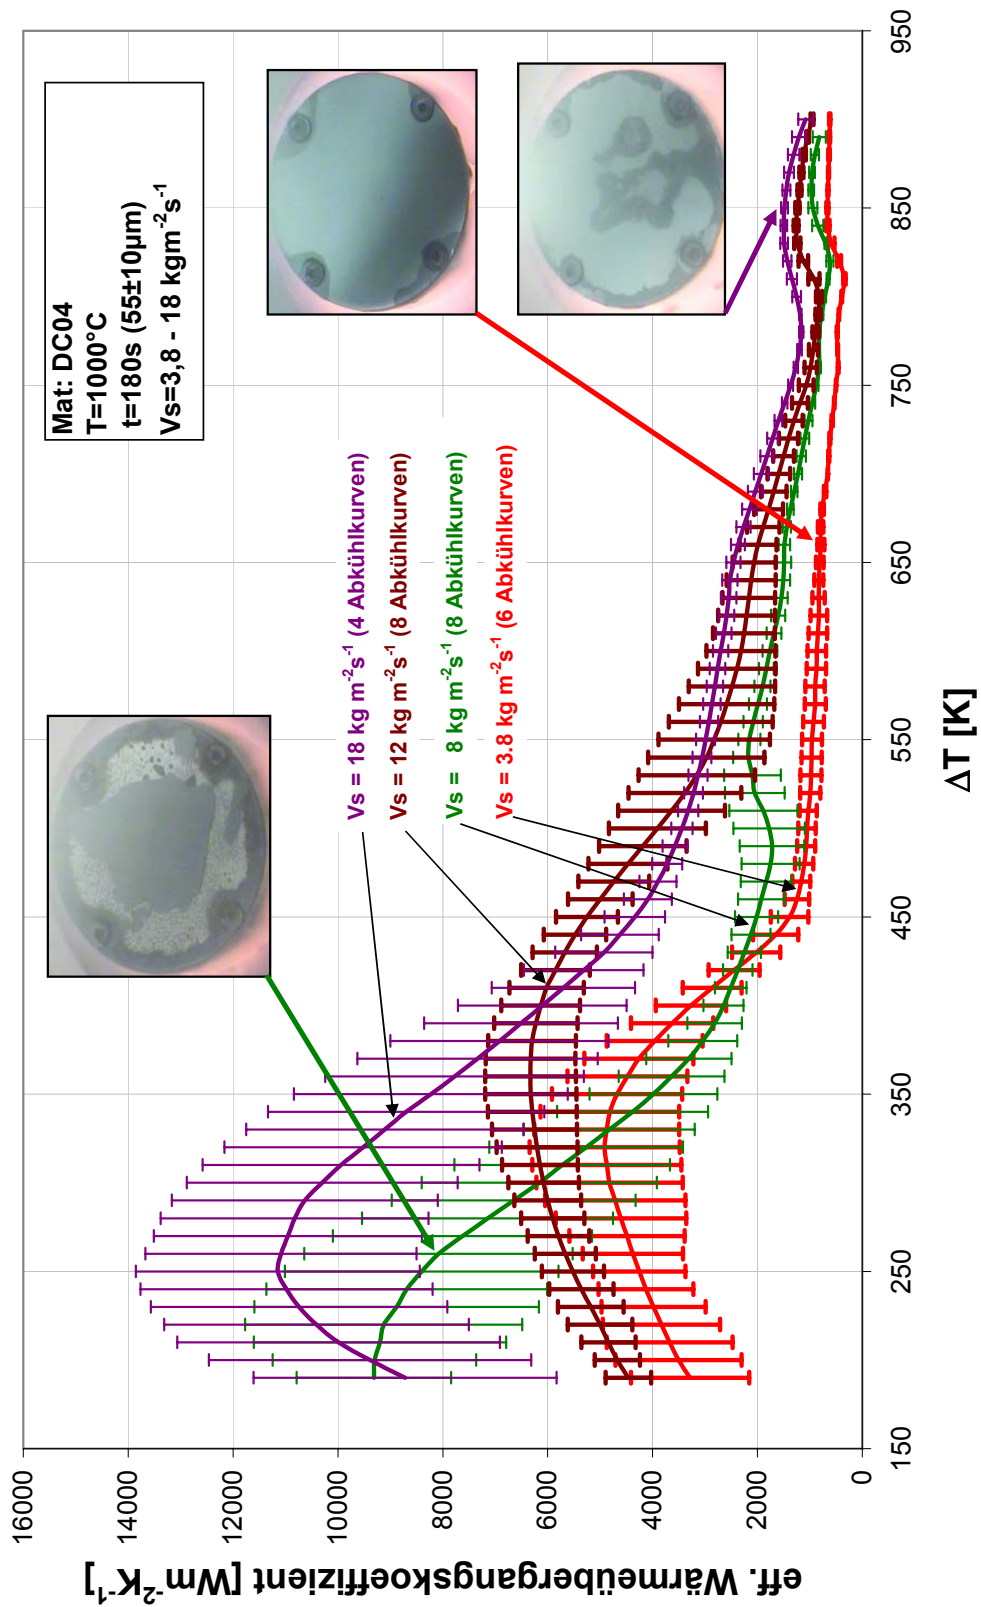 Mat: DC04
T=1000°C
t=180s (55±10µm)
Vs=3,8 - 18 kgm⁻²s⁻¹
Vs = 18 kg m⁻²s⁻¹ (4 Abkühlkurven)
Vs = 12 kg m⁻²s⁻¹ (8 Abkühlkurven)
Vs = 8 kg m⁻²s⁻¹ (8 Abkühlkurven)
Vs = 3.8 kg m⁻²s⁻¹ (6 Abkühlkurven)
eff. Wärmeübergangskoeffizient [Wm⁻²K⁻¹]
16000
14000
12000
10000
8000
6000
4000
2000
0
150
250
350
450
550
650
750
850
950
ΔT [K]